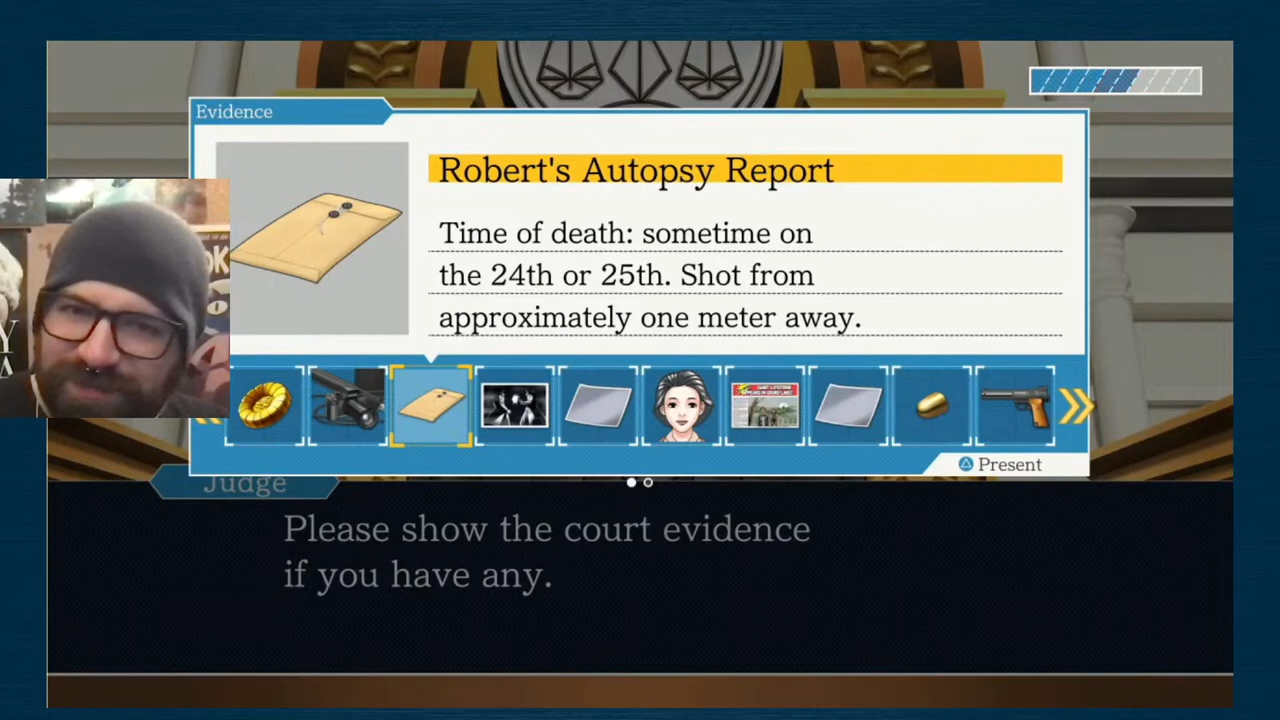 Evidence
Robert's Autopsy Report
Time of death: sometime on
the 24th or 25th. Shot from
approximately one meter away.
Present
Judge
Please show the court evidence
if you have any.